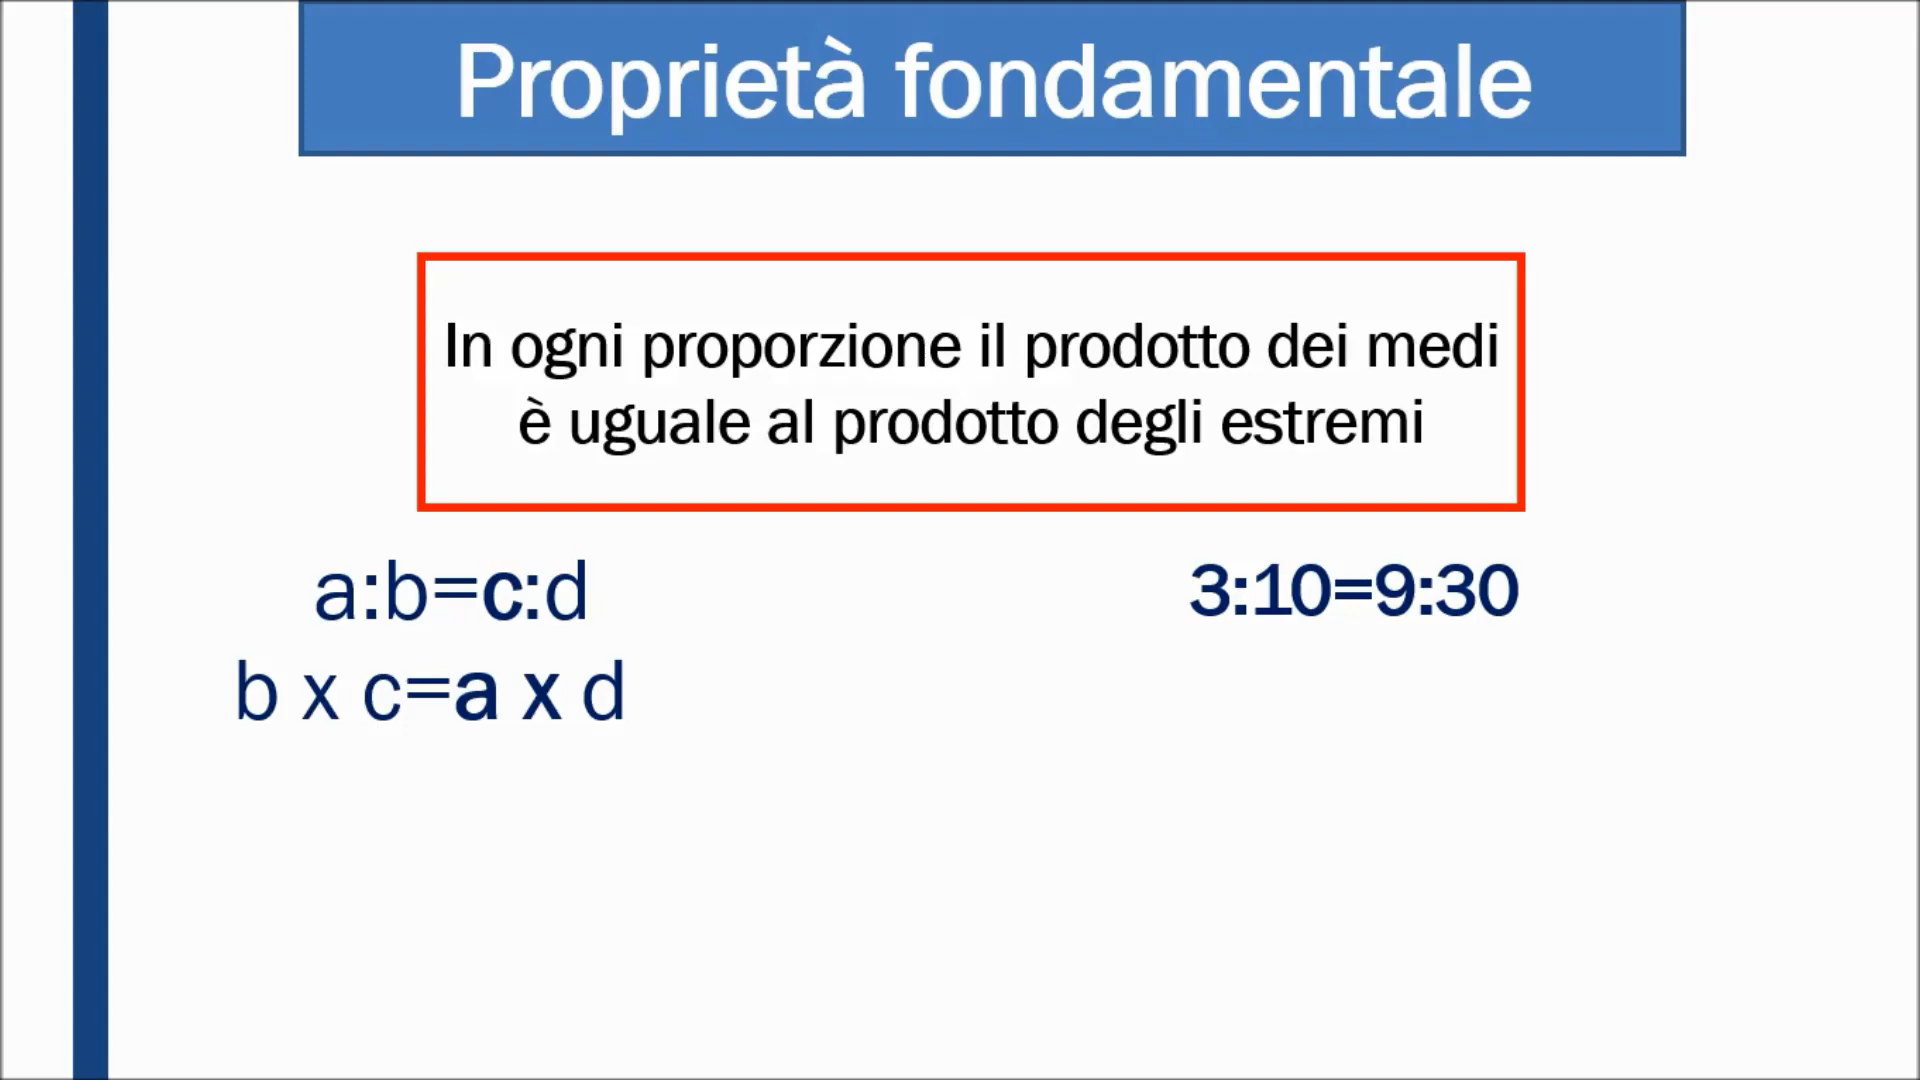 Proprietà fondamentale
In ogni proporzione il prodotto dei medi
è uguale al prodotto degli estremi
a:b=c:d
3:10=9:30
b x c=a x d